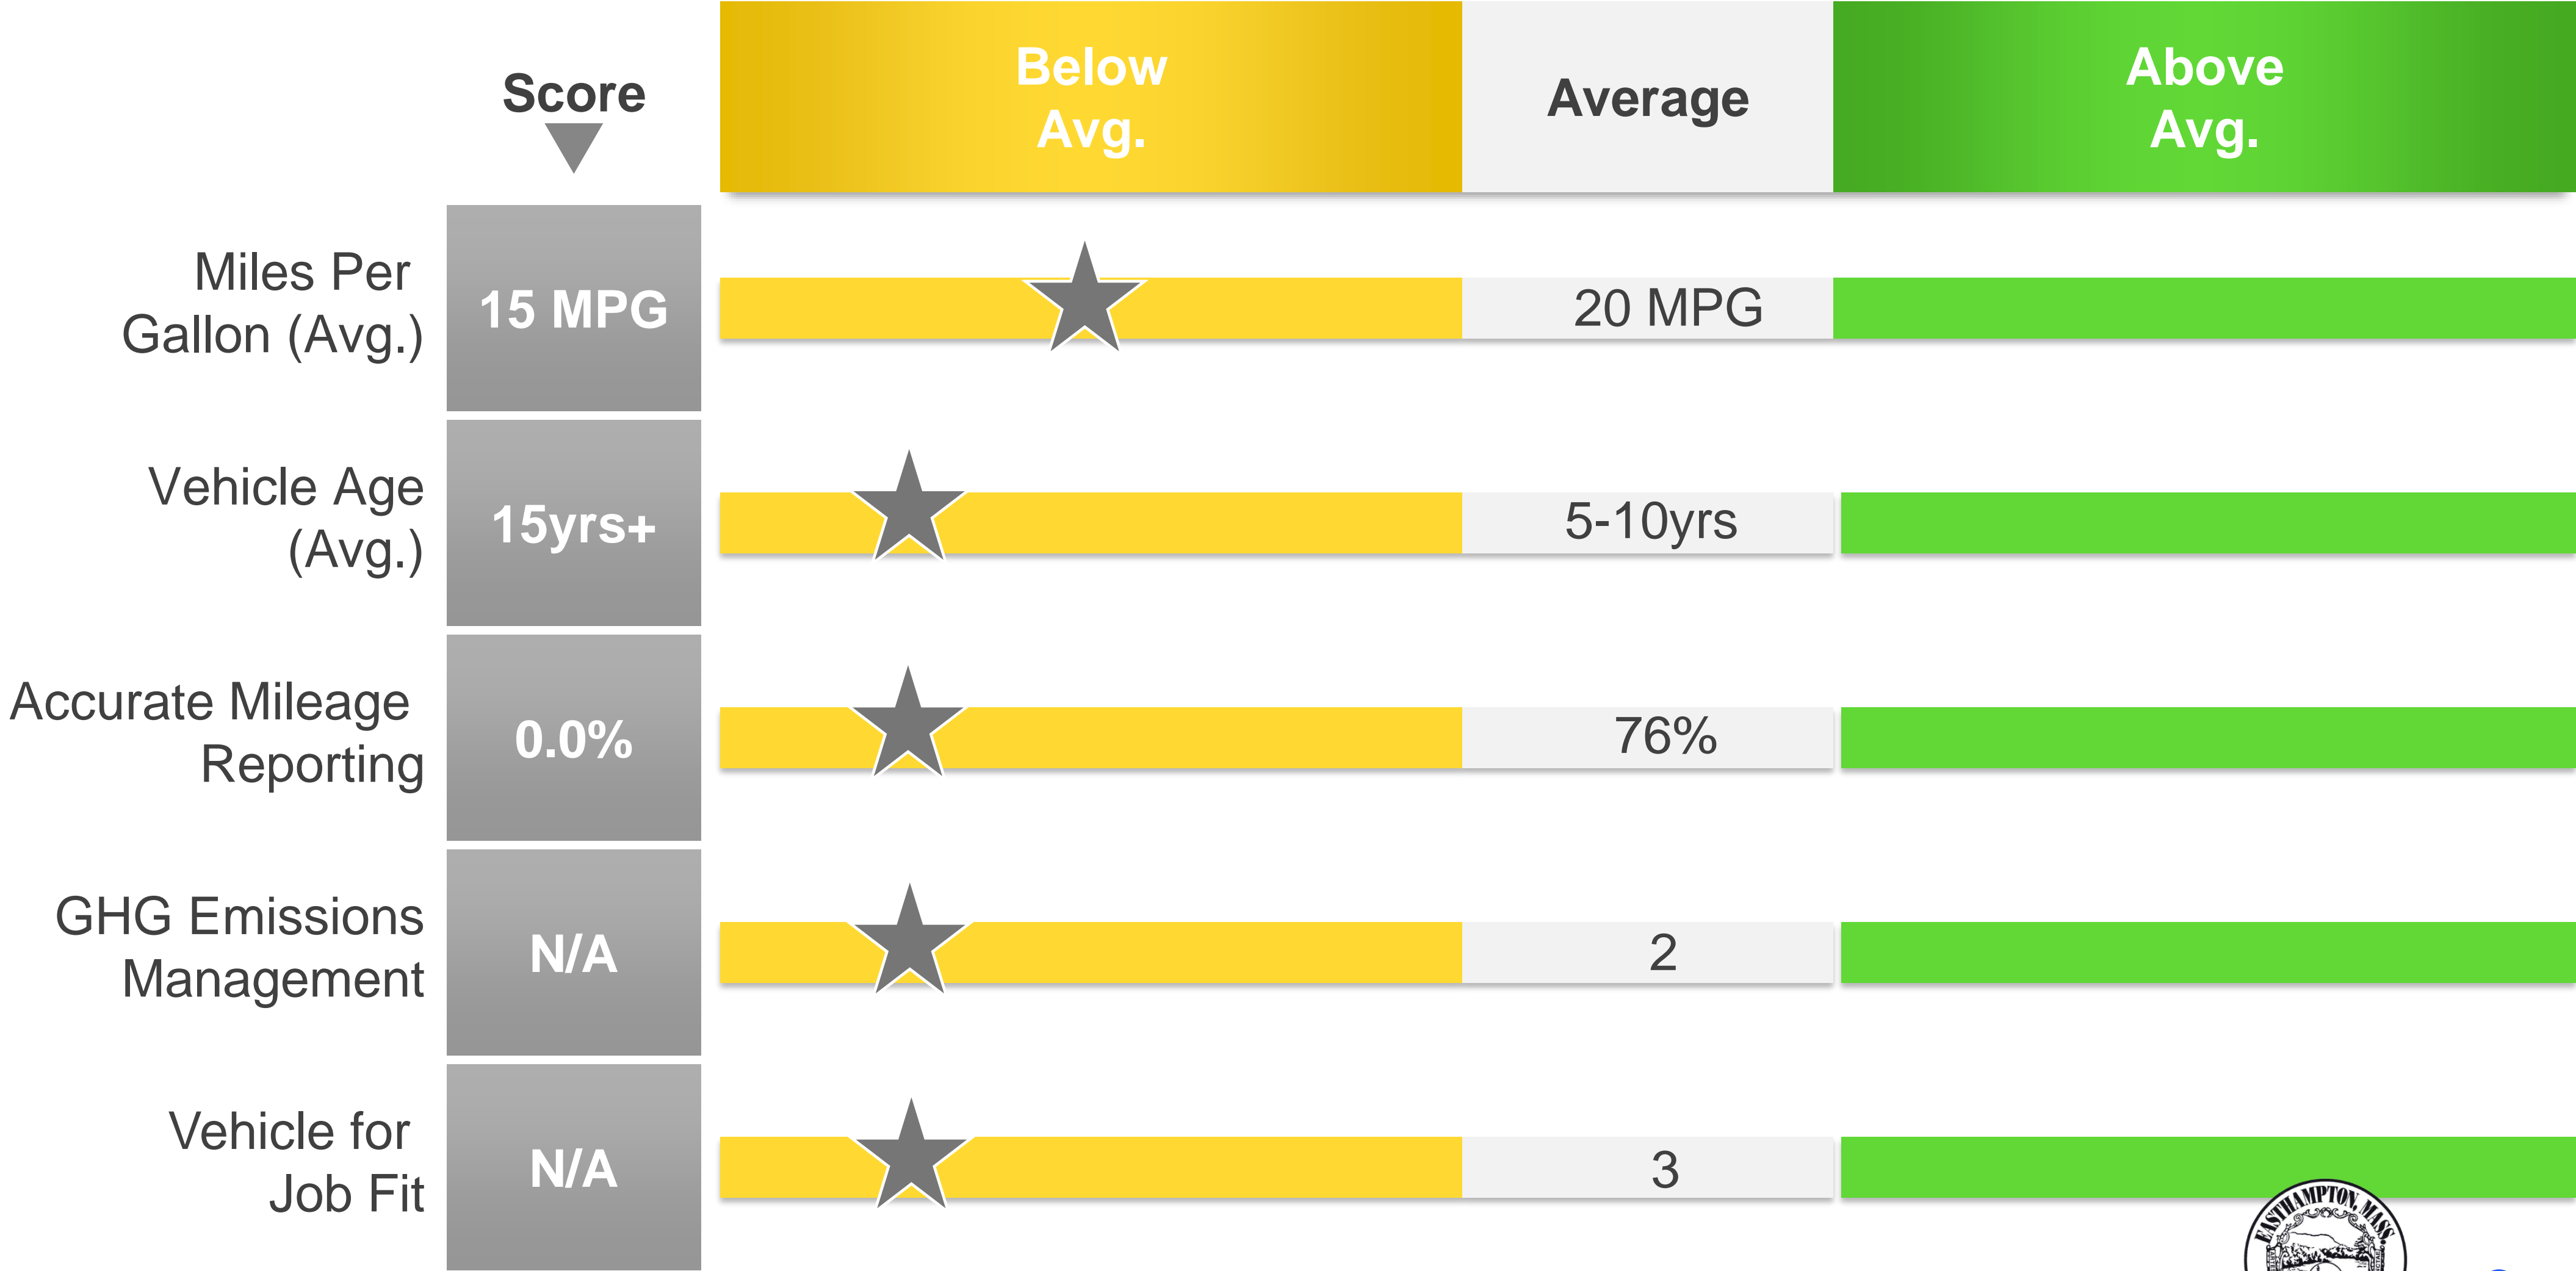 Score
Below
Avg.
Average
Above
Avg.
Miles Per
Gallon (Avg.)
15 MPG
20 MPG
Vehicle Age
(Avg.)
15yrs+
5-10yrs
Accurate Mileage
Reporting
0.0%
76%
GHG Emissions
Management
N/A
2
Vehicle for
Job Fit
N/A
3
EASTHAMPTON, MASS.